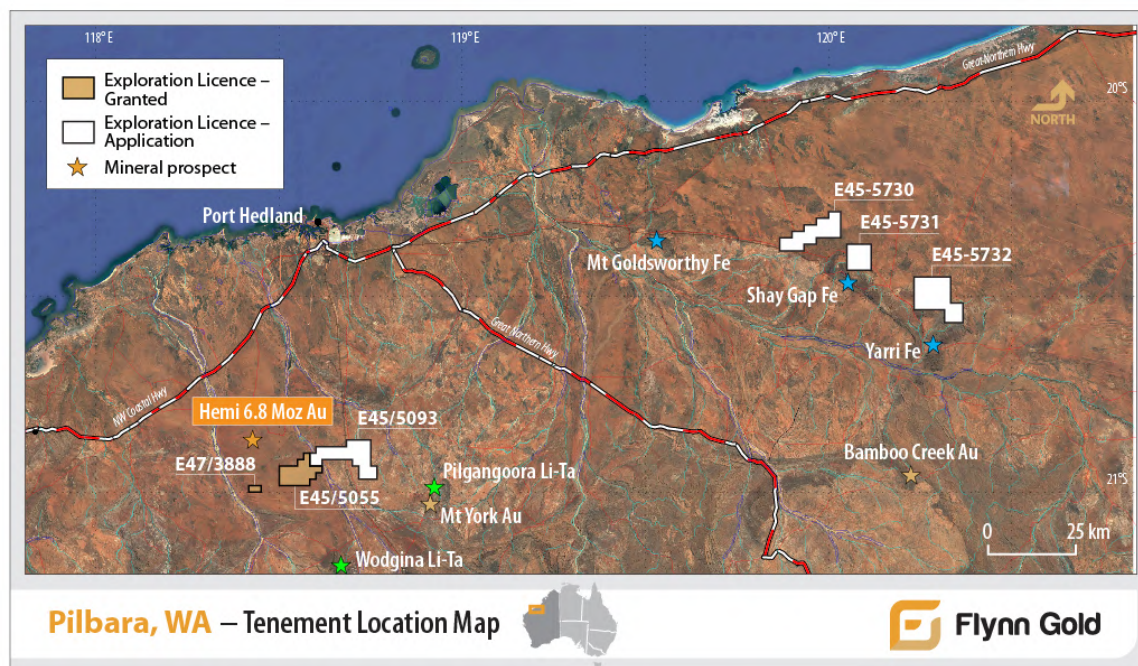 118° E
119° E
120° E
20°S
21°S
Exploration Licence –
Granted
Exploration Licence –
Application
Mineral prospect
NORTH
Great-Northern Hwy
Port Hedland
E45-5730
E45-5731
E45-5732
Mt Goldsworthy Fe
Shay Gap Fe
Yarri Fe
Great Northern Hwy
NW Coastal Hwy
Hemi 6.8 Moz Au
E45/5093
E47/3888
E45/5055
Pilgangoora Li-Ta
Mt York Au
Wodgina Li-Ta
Bamboo Creek Au
0 25 km
Pilbara, WA – Tenement Location Map
Flynn Gold